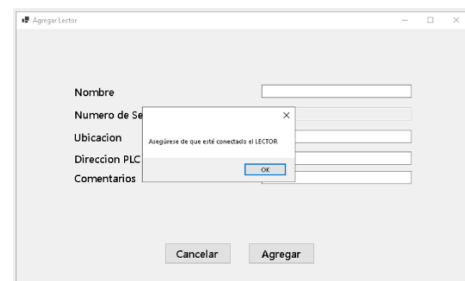 Agregar Lector
Nombre
Numero de Se
Ubicacion
Asegúrese de que esté conectado el LECTOR
Direccion PLC
OK
Comentarios
Cancelar Agregar